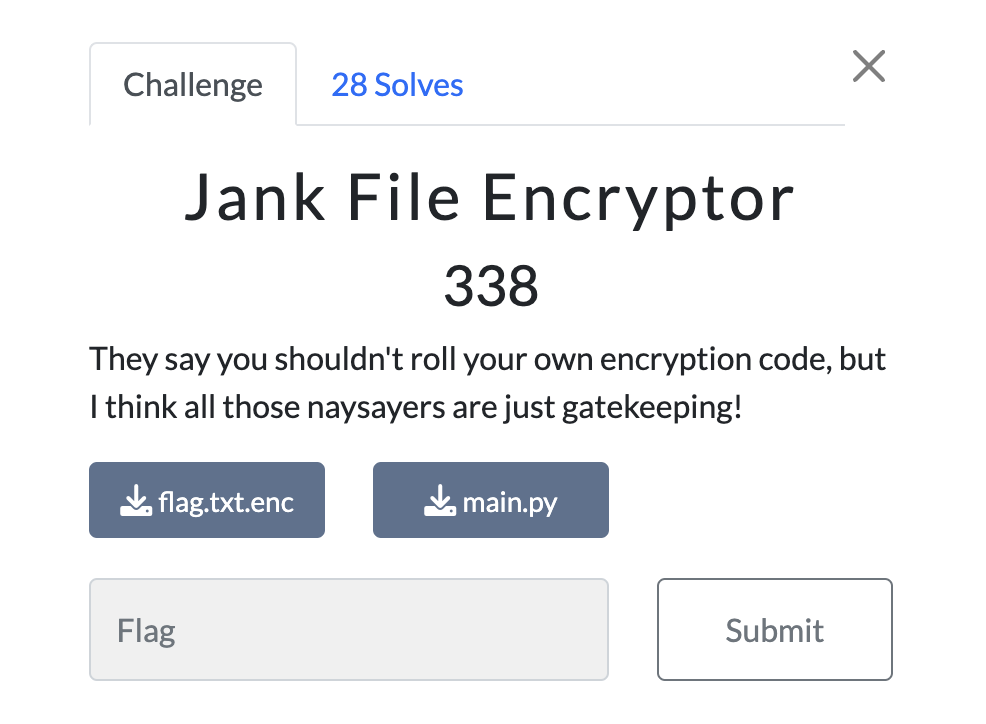 Challenge
28 Solves
Jank File Encryptor
338
They say you shouldn't roll your own encryption code, but
I think all those naysayers are just gatekeeping!
flag.txt.enc
main.py
Flag
Submit